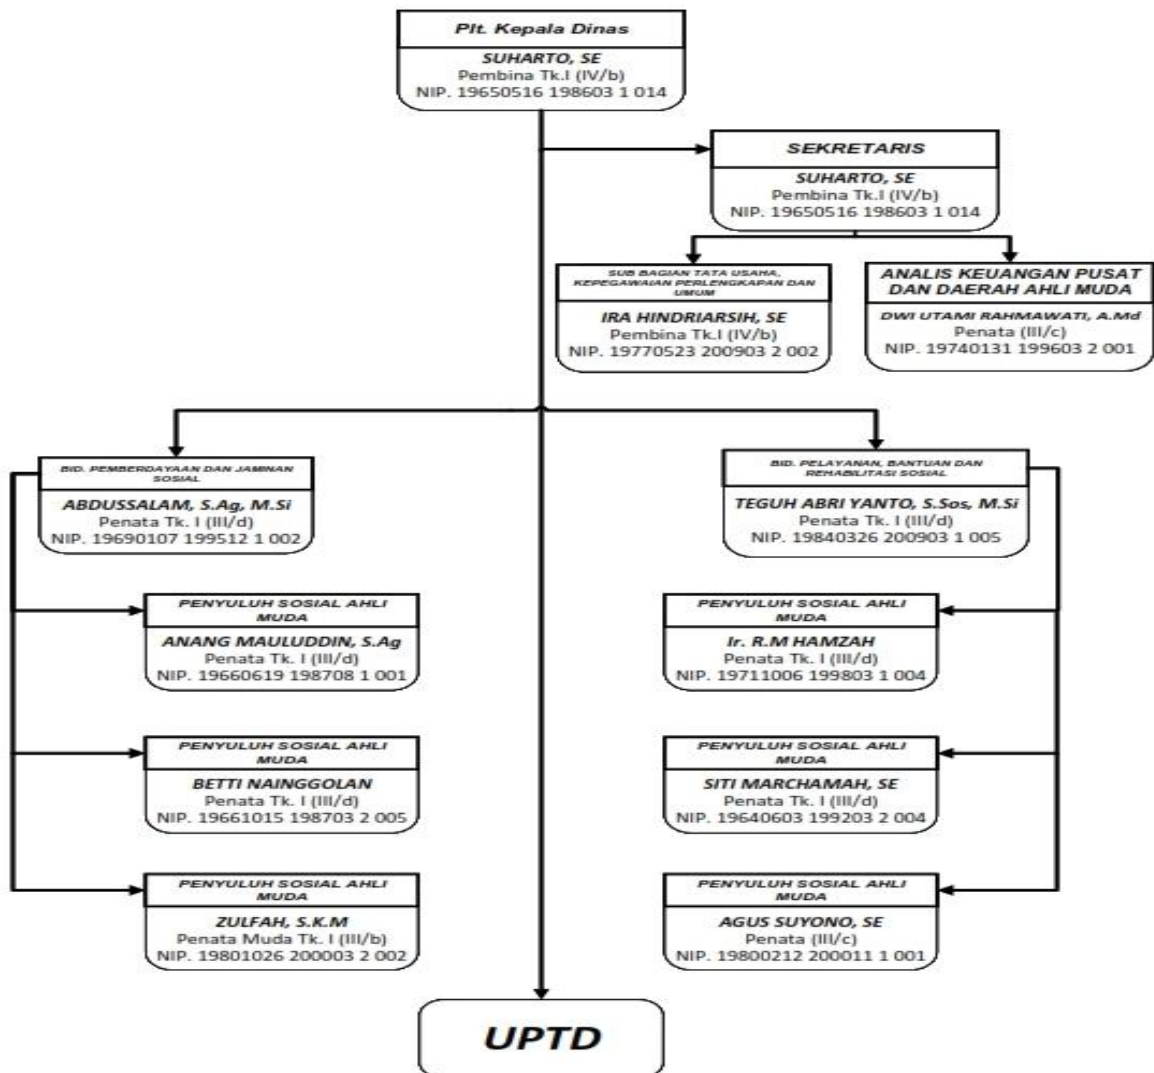 Plt. Kepala Dinas
SUHARTO, SE
Pembina Tk.I (IV/b)
NIP. 19650516 198603 1 014
SEKRETARIS
SUHARTO, SE
Pembina Tk.I (IV/b)
NIP. 19650516 198603 1 014
SUB BAGIAN TATA USAHA,
KEPEGAWAIAN PERLENGKAPAN DAN
UMUM
IRA HINDRIARSIH, SE
Pembina Tk.I (IV/b)
NIP. 19770523 200903 2 002
ANALIS KEUANGAN PUSAT
DAN DAERAH AHLI MUDA
DWI UTAMI RAHMAWATI, A.Md
Penata (III/c)
NIP. 19740131 199603 2 001
BID. PEMBERDAYAAN DAN JAMINAN
SOSIAL
ABDUSSALAM, S.Ag, M.Si
Penata Tk. I (III/d)
NIP. 19690107 199512 1 002
BID. PELAYANAN, BANTUAN DAN
REHABILITASI SOSIAL
TEGUH ABRI YANTO, S.Sos, M.Si
Penata Tk. I (III/d)
NIP. 19840326 200903 1 005
PENYULUH SOSIAL AHLI
MUDA
ANANG MAULUDDIN, S.Ag
Penata Tk. I (III/d)
NIP. 19660619 198708 1 001
PENYULUH SOSIAL AHLI
MUDA
Ir. R.M HAMZAH
Penata Tk. I (III/d)
NIP. 19711006 199803 1 004
PENYULUH SOSIAL AHLI
MUDA
BETTI NAINGGOLAN
Penata Tk. I (III/d)
NIP. 19661015 198703 2 005
PENYULUH SOSIAL AHLI
MUDA
SITI MARCHAMAH, SE
Penata Tk. I (III/d)
NIP. 19640603 199203 2 004
PENYULUH SOSIAL AHLI
MUDA
ZULFAH, S.K.M
Penata Muda Tk. I (III/b)
NIP. 19801026 200003 2 002
PENYULUH SOSIAL AHLI
MUDA
AGUS SUYONO, SE
Penata (III/c)
NIP. 19800212 200011 1 001
UPTD